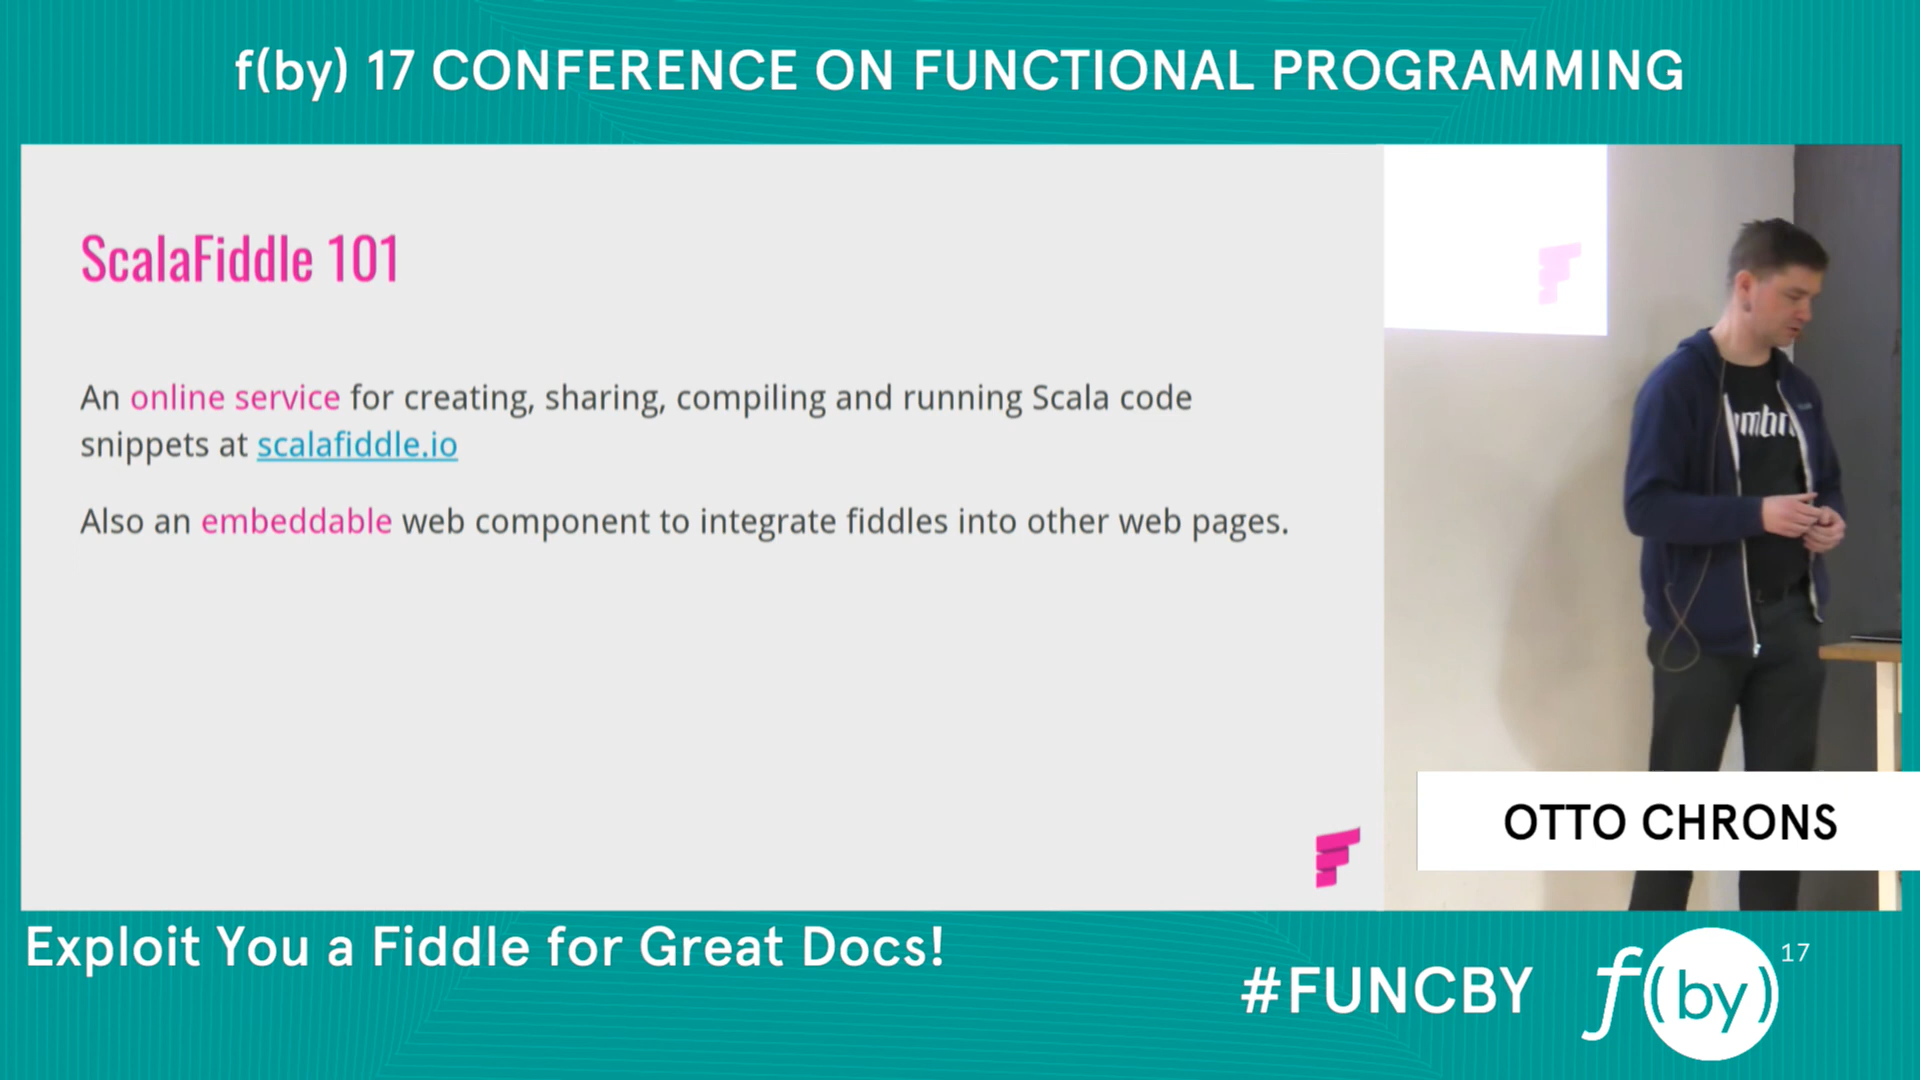 f(by) 17 CONFERENCE ON FUNCTIONAL PROGRAMMING
ScalaFiddle 101
An online service for creating, sharing, compiling and running Scala code
snippets at scalafiddle.io
Also an embeddable web component to integrate fiddles into other web pages.
OTTO CHRONS
Exploit You a Fiddle for Great Docs!
#FUNCBY
f(by) 17